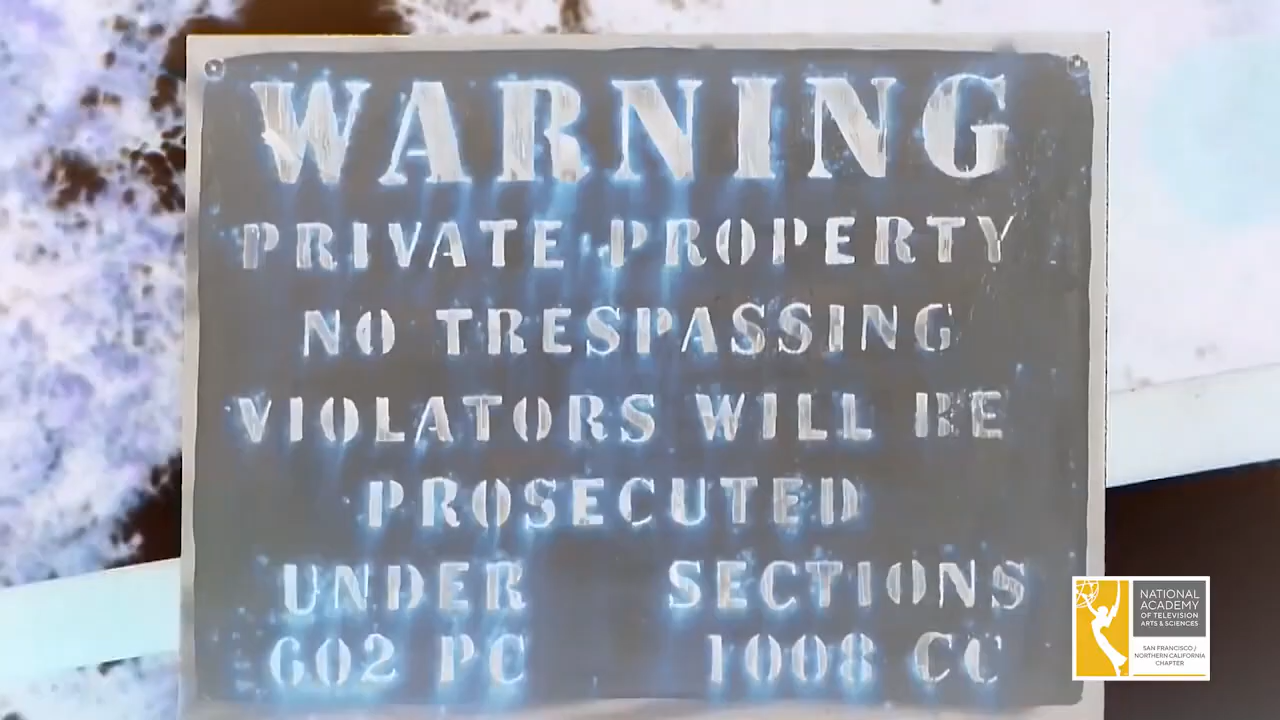 WARNING
PRIVATE PROPERTY
NO TRESPASSING
VIOLATORS WILL BE
PROSECUTED
UNDER SECTIONS
602 PC 1008 CC
NATIONAL
ACADEMY
OF TELEVISION
ARTS & SCIENCES
SAN FRANCISCO/
NORTHERN CALIFORNIA
CHAPTER